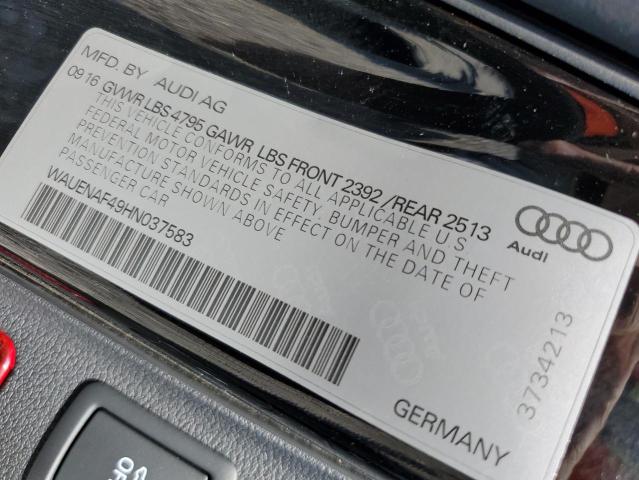 MFD. BY AUDI AG
0916 GVWR LBS 4795 GAWR LBS FRONT 2392 /REAR 2513
THIS VEHICLE CONFORMS TO ALL APPLICABLE U.S.
FEDERAL MOTOR VEHICLE SAFETY, BUMPER AND THEFT
PREVENTION STANDARDS IN EFFECT ON THE DATE OF
MANUFACTURE SHOWN ABOVE
PASSENGER CAR
WAUENAF49HN037583
Audi
3734213
GERMANY